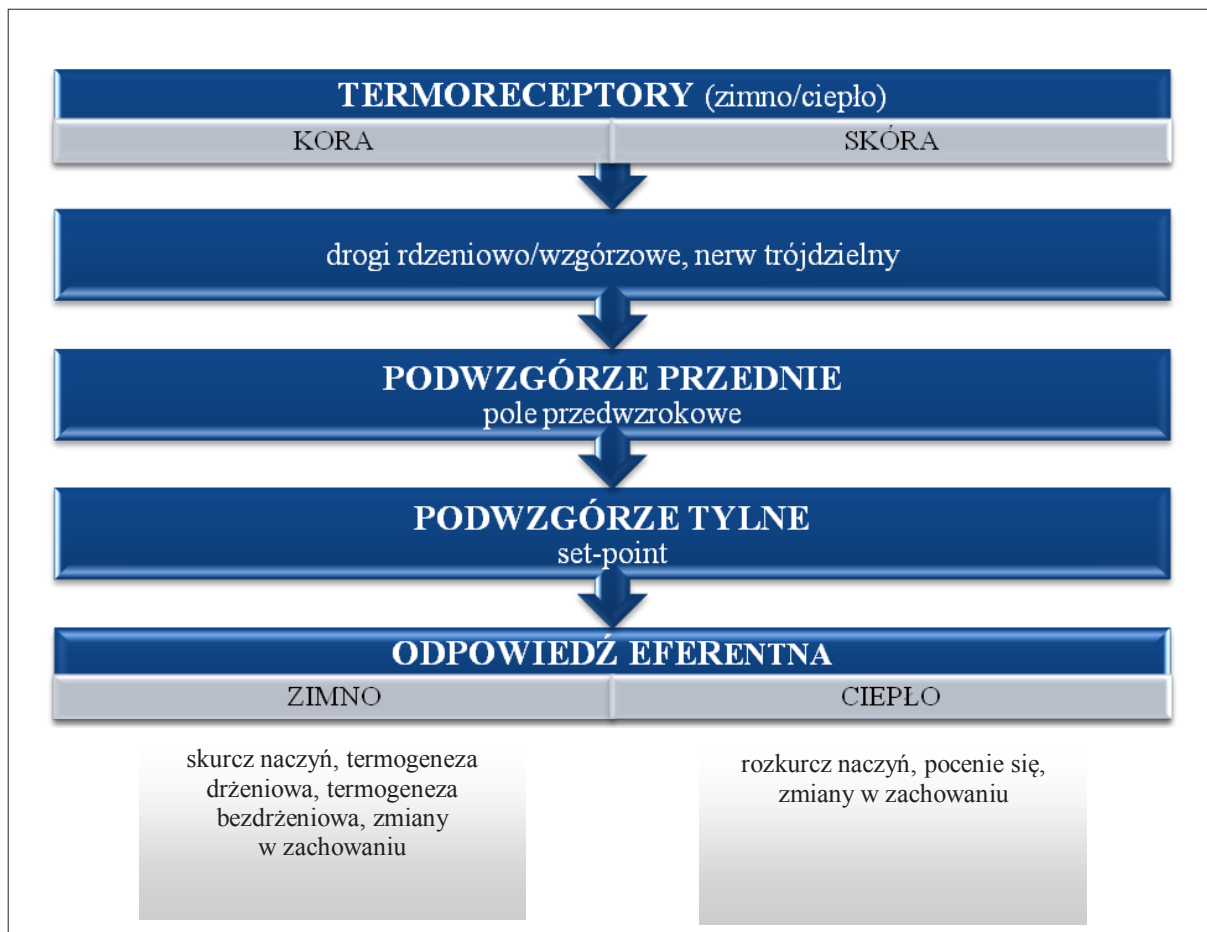 TERMORECEPTORY (zimno/ciepło)
KORA
SKÓRA
drogi rdzeniowo/wzgórzowe, nerw trójdzielny
PODWZGÓRZE PRZEDNIE
pole przedwzrokowe
PODWZGÓRZE TYLNE
set-point
ODPOWIEDŹ EFERENTNA
ZIMNO
CIEPŁO
skurcz naczyń, termogeneza
drżeniowa, termogeneza
bezdrżeniowa, zmiany
w zachowaniu
rozkurcz naczyń, pocenie się,
zmiany w zachowaniu